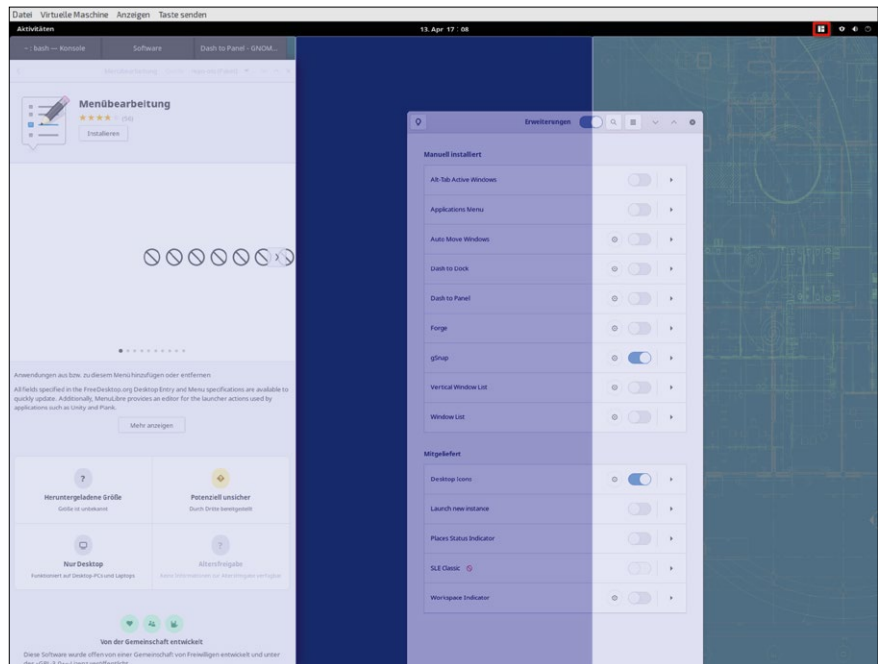 Datei Virtuelle Maschine Anzeigen Taste senden
Aktivitäten
13. Apr 17:08
~ : bash — Konsole
Software
Dash to Panel - GNOM...
Menübearbeitung
(56)
Installieren
Anwendungen aus bzw. zu diesem Menü hinzufügen oder entfernen
All fields specified in the FreeDesktop.org Desktop Entry and Menu specifications are available to
quickly update. Additionally, MenuLibre provides an editor for the launcher actions used by
applications such as Unity and Plank.
Mehr anzeigen
?
Heruntergeladene Größe
Größe ist unbekannt
Potenziell unsicher
Durch Dritte bereitgestellt
Nur Desktop
Funktioniert auf Desktop-PCs und Laptops
?
Altersfreigabe
Keine Informationen zur Altersfreigabe verfügbar
Von der Gemeinschaft entwickelt
Diese Software wurde offen von einer Gemeinschaft von Freiwilligen entwickelt und unter
Erweiterungen
Manuell installiert
Alt-Tab Active Windows
Applications Menu
Auto Move Windows
Dash to Dock
Dash to Panel
Forge
gSnap
Vertical Window List
Window List
Mitgeliefert
Desktop Icons
Launch new instance
Places Status Indicator
SLE Classic
Workspace Indicator